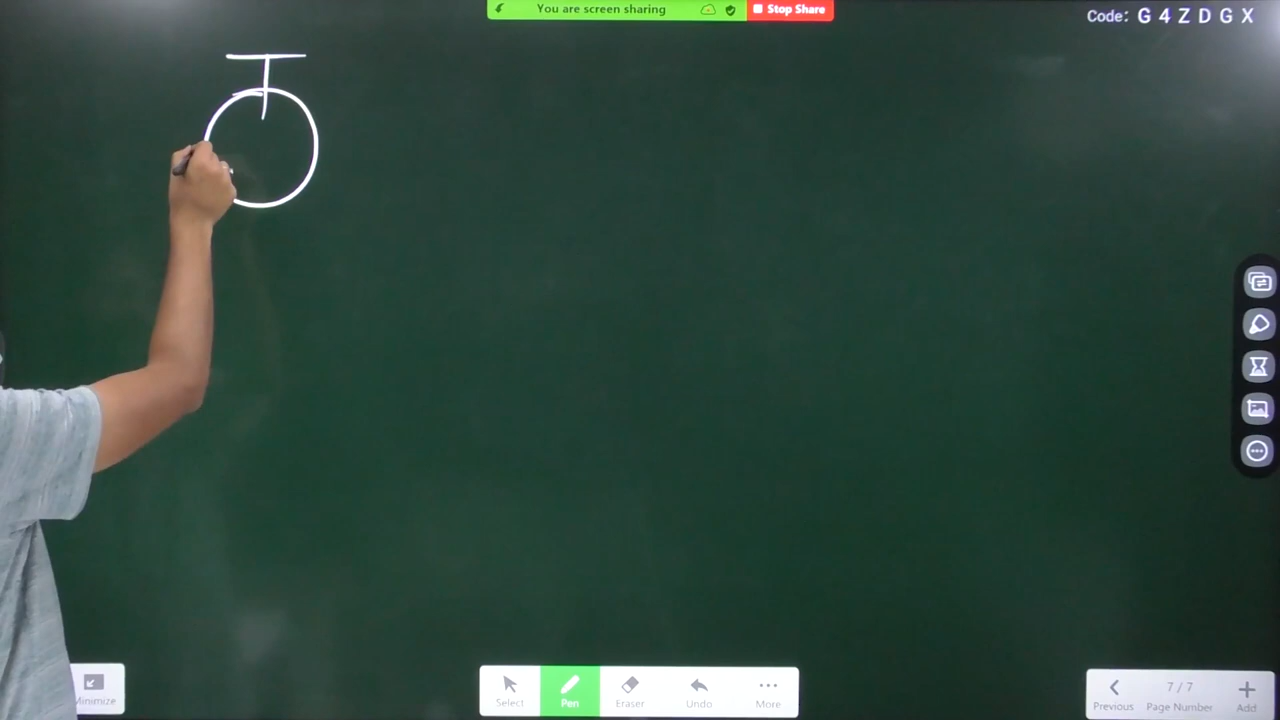 You are screen sharing
Stop Share
Code: G 4 Z D G X
Minimize
Select
Pen
Eraser
Undo
More
Previous
7 / 7
Page Number
Add